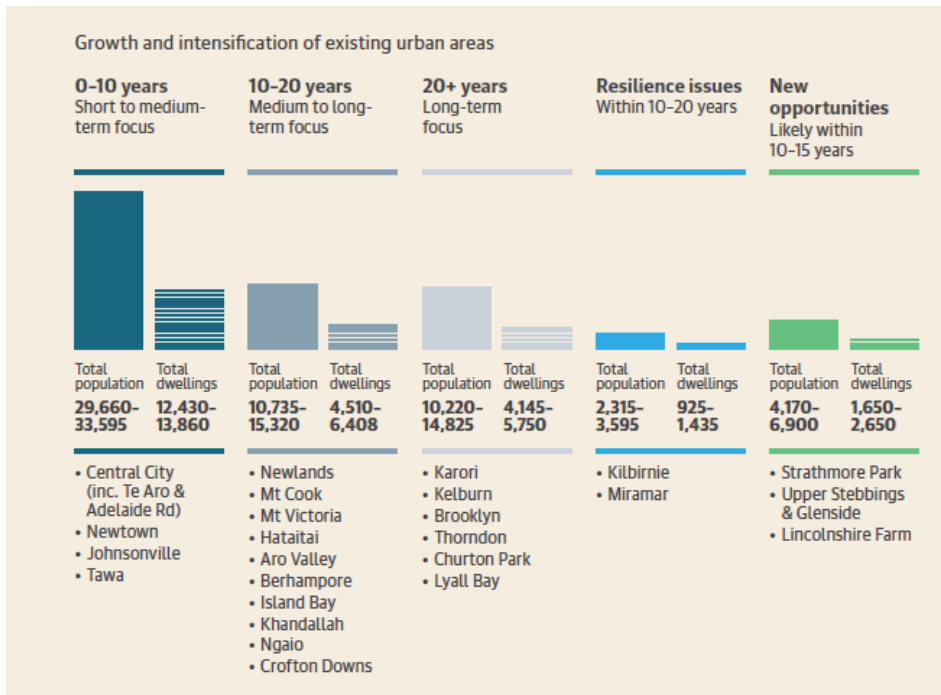 Growth and intensification of existing urban areas
0–10 years
Short to medium-
term focus
10–20 years
Medium to long-
term focus
20+ years
Long-term
focus
Resilience issues
Within 10–20 years
New
opportunities
Likely within
10–15 years
Total
population
29,660–
33,595
Total
dwellings
12,430–
13,860
Total
population
10,735–
15,320
Total
dwellings
4,510–
6,408
Total
population
10,220–
14,825
Total
dwellings
4,145–
5,750
Total
population
2,315–
3,595
Total
dwellings
925–
1,435
Total
population
4,170–
6,900
Total
dwellings
1,650–
2,650
• Central City
(inc. Te Aro &
Adelaide Rd)
• Newtown
• Johnsonville
• Tawa
• Newlands
• Mt Cook
• Mt Victoria
• Hataitai
• Aro Valley
• Berhampore
• Island Bay
• Khandallah
• Ngaio
• Crofton Downs
• Karori
• Kelburn
• Brooklyn
• Thorndon
• Churton Park
• Lyall Bay
• Kilbirnie
• Miramar
• Strathmore Park
• Upper Stebbings
& Glenside
• Lincolnshire Farm